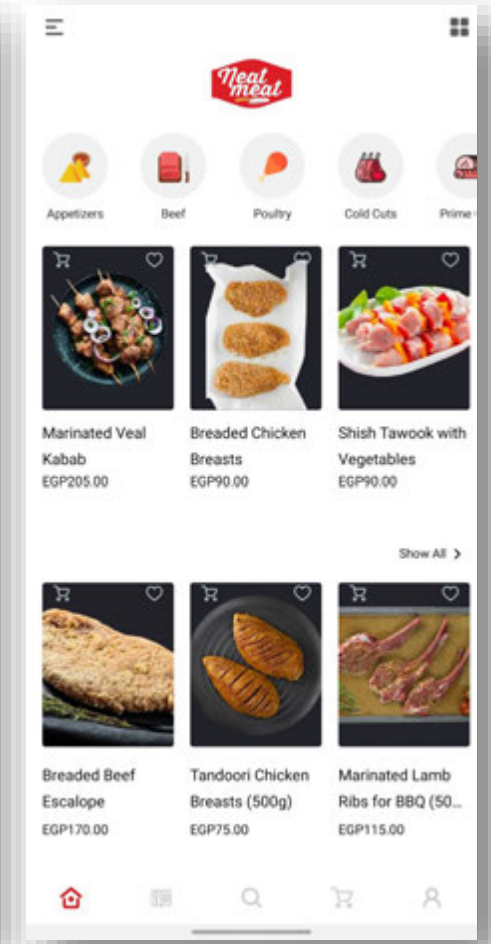 Neat
meat
Appetizers
Beef
Poultry
Cold Cuts
Prime
Marinated Veal
Kabab
EGP205.00
Breaded Chicken
Breasts
EGP90.00
Shish Tawook with
Vegetables
EGP90.00
Show All
Breaded Beef
Escalope
EGP170.00
Tandoori Chicken
Breasts (500g)
EGP75.00
Marinated Lamb
Ribs for BBQ (50...
EGP115.00